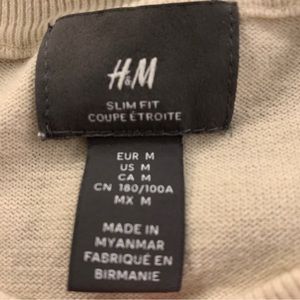 H&M
SLIM FIT
COUPE ÉTROITE
EUR M
US M
CA M
CN 180/100A
MX M
MADE IN
MYANMAR
FABRIQUÉ EN
BIRMANIE